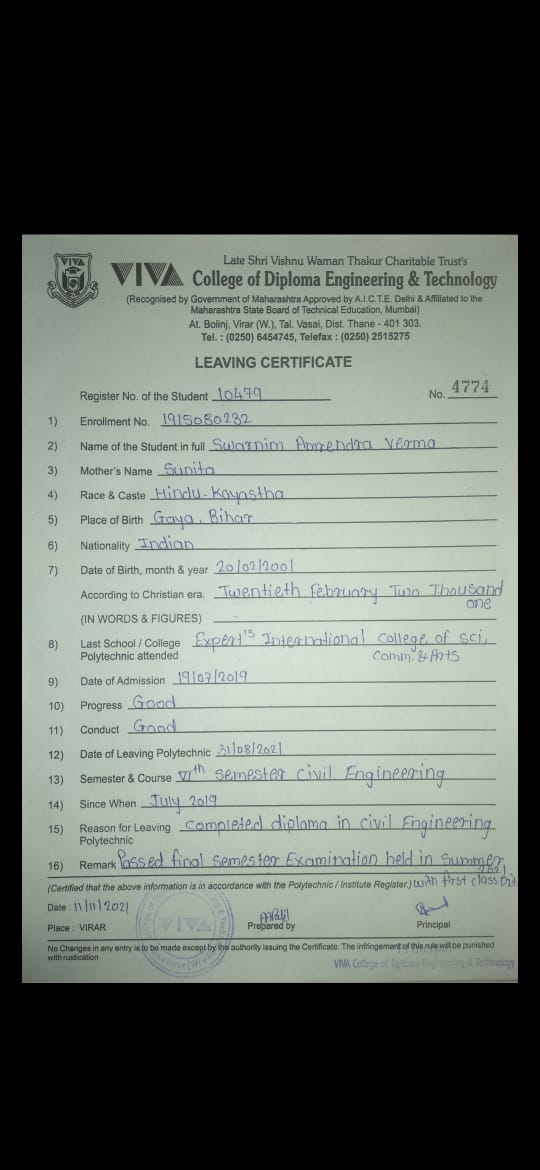 VIVA
Late Shri Vishnu Waman Thakur Charitable Trust's
VIVA College of Diploma Engineering & Technology
(Recognised by Government of Maharashtra Approved by A.I.C.T.E. Delhi & Affiliated to the
Maharashtra State Board of Technical Education, Mumbai)
At. Bolinj, Virar (W.), Tal. Vasai, Dist. Thane - 401 303.
Tel. : (0250) 6454745, Telefax : (0250) 2515275
LEAVING CERTIFICATE
Register No. of the Student 10479 No. 4774
1) Enrollment No. 1915080232
2) Name of the Student in full Swarnim Amrendra Verma
3) Mother's Name Sunita
4) Race & Caste Hindu-Kayastha
5) Place of Birth Gaya, Bihar
6) Nationality Indian
7) Date of Birth, month & year 20/02/2001
According to Christian era. Twentieth February Two Thousand
one
(IN WORDS & FIGURES)
8) Last School / College Expert's International college of sci,
Polytechnic attended Comm. & Arts
9) Date of Admission 19/07/2019
10) Progress Good
11) Conduct Good
12) Date of Leaving Polytechnic 31/08/2021
13) Semester & Course VIth semester civil Engineering
14) Since When July 2019
15) Reason for Leaving completed diploma in civil Engineering
Polytechnic
16) Remark Passed final semester Examination held in summer
2021
(Certified that the above information is in accordance with the Polytechnic / Institute Register.) with first class Dist.
Date : 11/11/2021
Place : VIRAR Prepared by Principal
No Changes in any entry is to be made except by the authority issuing the Certificate. The infringement of this rule will be punished
with rustication
VIVA College of Diploma Engineering & Technology
VIVA
Virar (W)